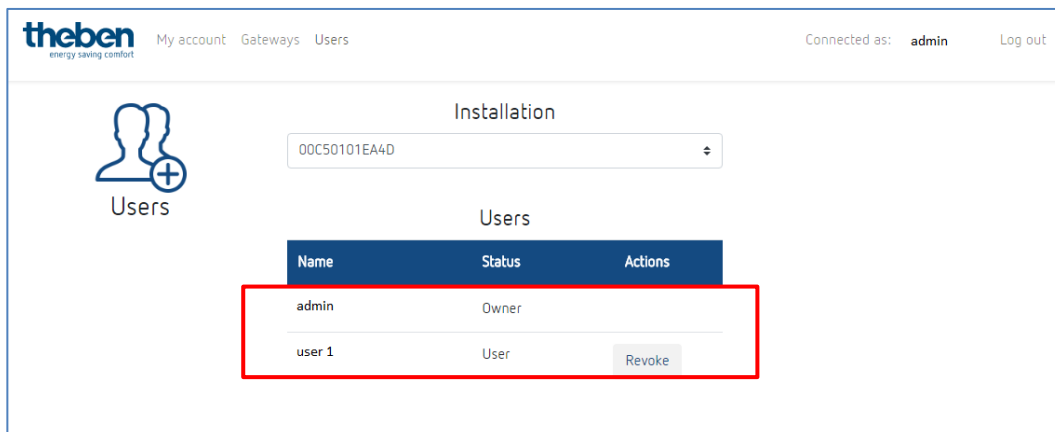 theben
energy saving comfort
My account Gateways Users
Connected as: admin Log out
Users
Installation
00C50101EA4D
Users
Name Status Actions
admin Owner
user 1 User Revoke